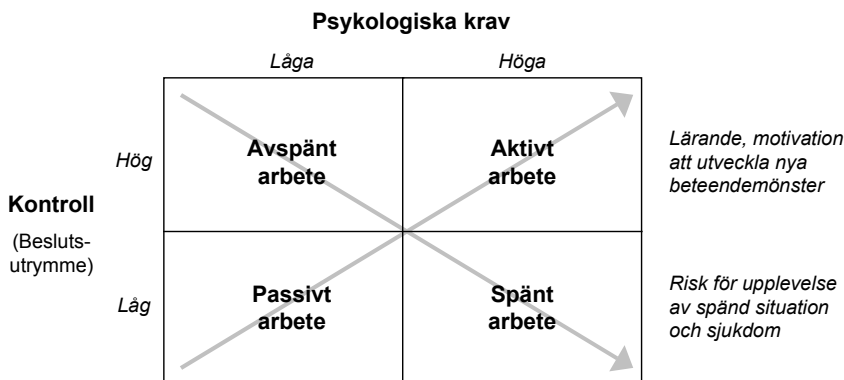 Psykologiska krav
Låga
Höga
Hög
Avspänt
arbete
Aktivt
arbete
Lärande, motivation
att utveckla nya
beteendemönster
Kontroll
(Besluts-
utrymme)
Låg
Passivt
arbete
Spänt
arbete
Risk för upplevelse
av spänd situation
och sjukdom